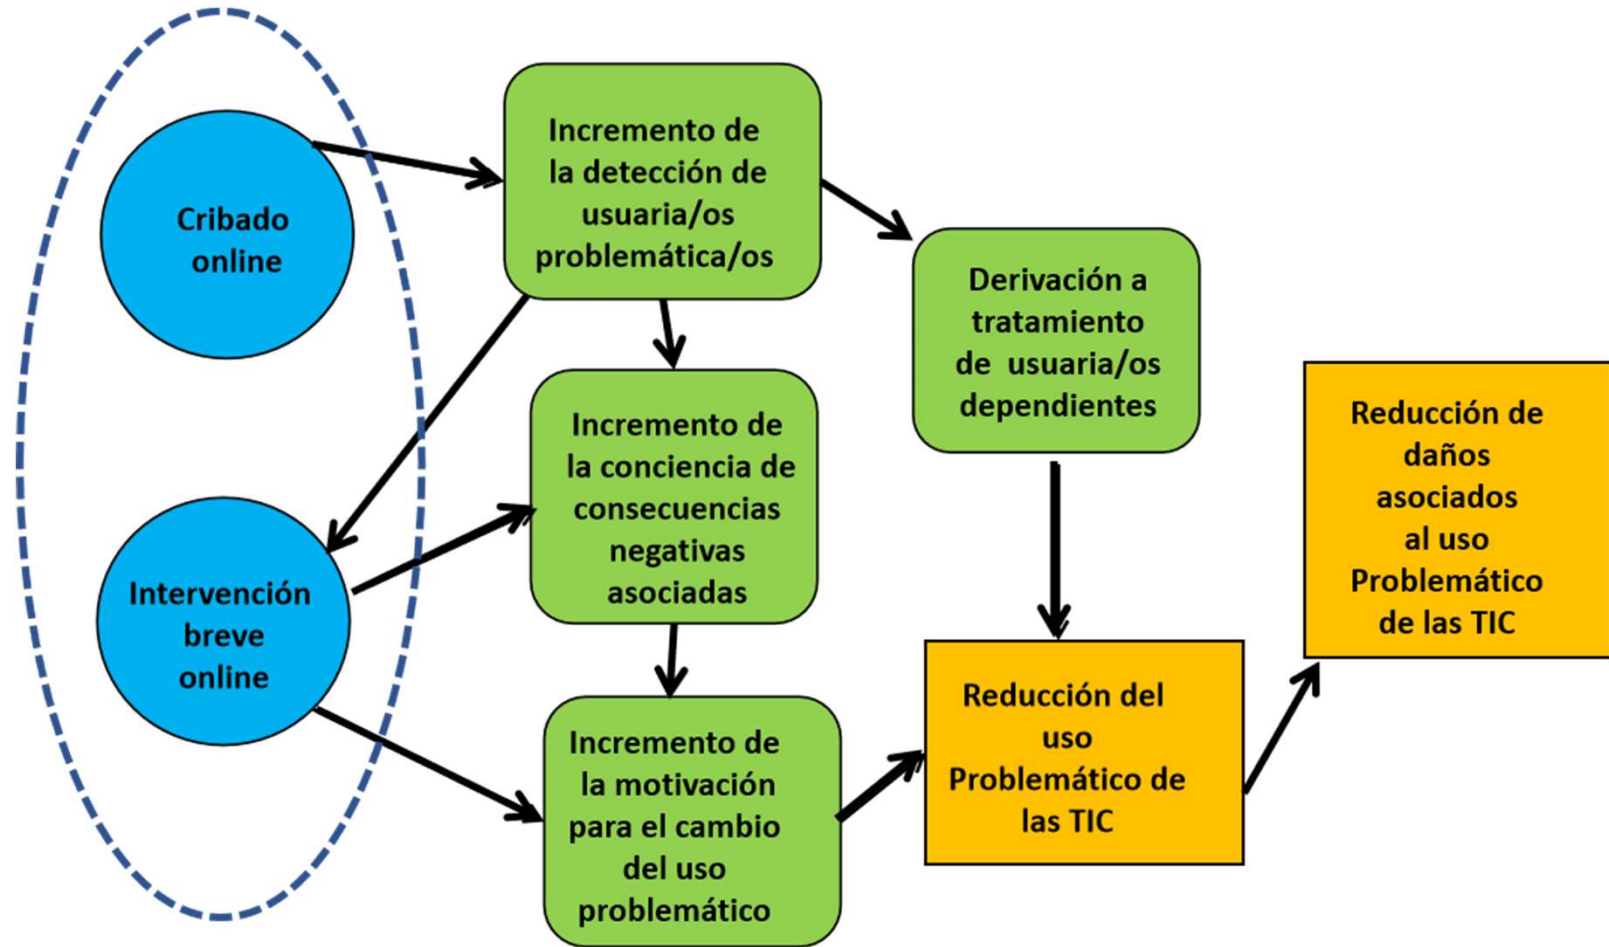 Cribado
online
Incremento de
la detección de
usuaria/os
problemática/os
Derivación a
tratamiento
de usuaria/os
dependientes
Intervención
breve
online
Incremento de
la conciencia de
consecuencias
negativas
asociadas
Incremento de
la motivación
para el cambio
del uso
problemático
Reducción del
uso
Problemático de
las TIC
Reducción de
daños
asociados
al uso
Problemático
de las TIC